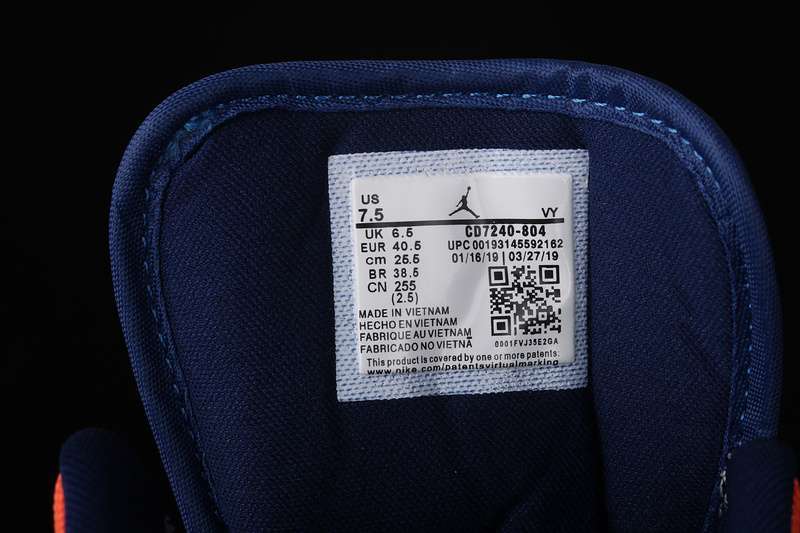 US
7.5 VY
UK 6.5 CD7240-804
EUR 40.5 UPC 00193145592162
cm 25.5 01/16/19 | 03/27/19
BR 38.5
CN 255
(2.5)
MADE IN VIETNAM
HECHO EN VIETNAM
FABRIQUE AU VIETNAM
FABRICADO NO VIETNÃ 0001FVJ35E2GA
This product is covered by one or more patents:
www.nike.com/patentsvirtualmarking